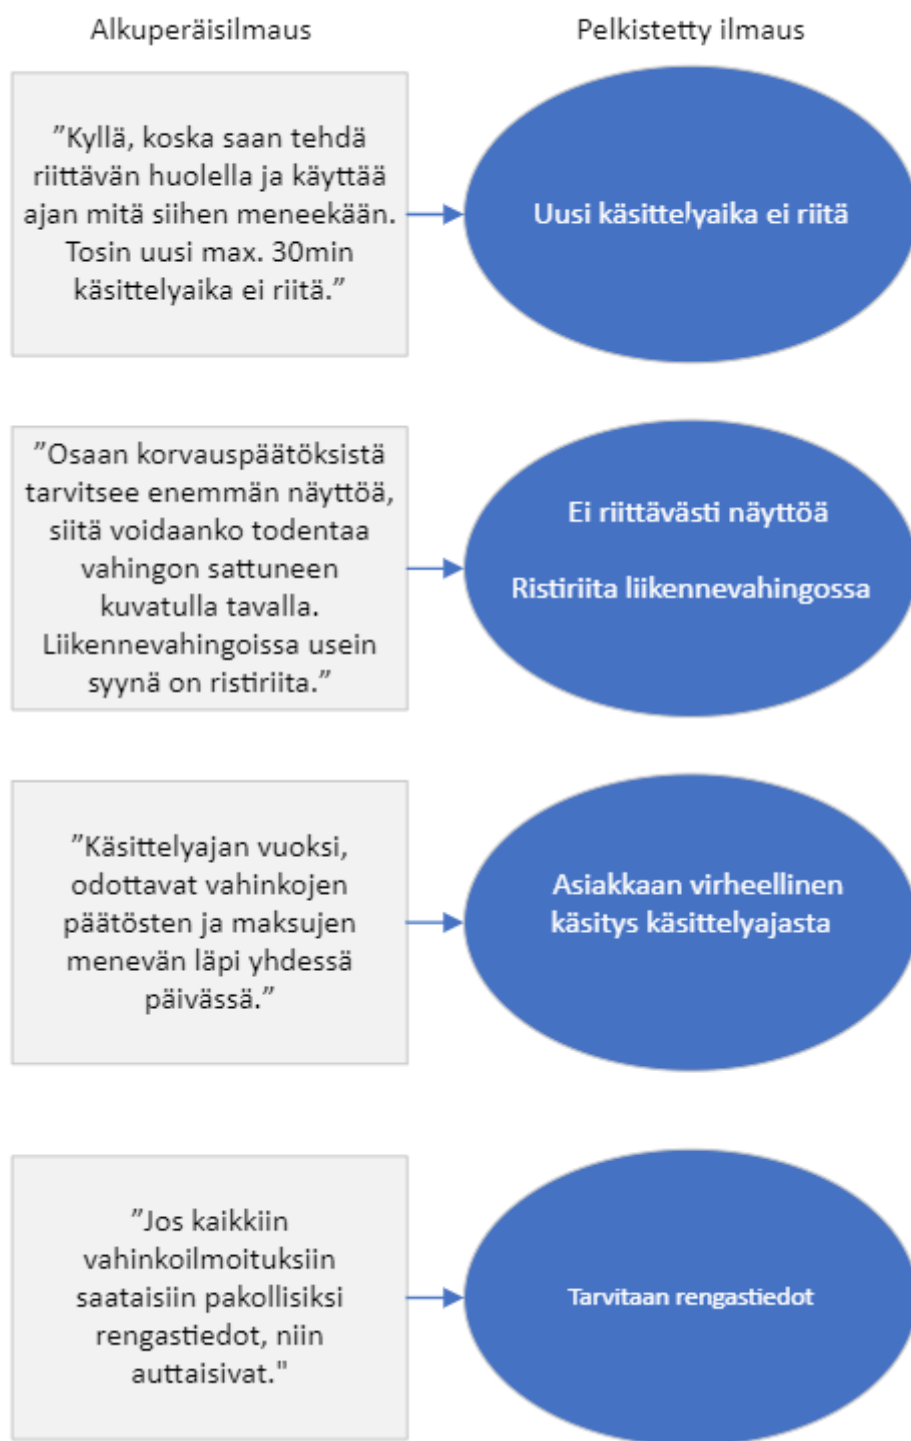 Alkuperäisilmaus
Pelkistetty ilmaus
”Kyllä, koska saan tehdä
riittävän huolella ja käyttää
ajan mitä siihen meneekään.
Tosin uusi max. 30min
käsittelyaika ei riitä.”
Uusi käsittelyaika ei riitä
”Osaan korvauspäätöksistä
tarvitsee enemmän näyttöä,
siitä voidaanko todentaa
vahingon sattuneen
kuvatulla tavalla.
Liikennevahingoissa usein
syynä on ristiriita.”
Ei riittävästi näyttöä
Ristiriita liikennevahingossa
”Käsittelyajan vuoksi,
odottavat vahinkojen
päätösten ja maksujen
menevän läpi yhdessä
päivässä.”
Asiakkaan virheellinen
käsitys käsittelyajasta
”Jos kaikkiin
vahinkoilmoituksiin
saataisiin pakollisiksi
rengastiedot, niin
auttaisivat."
Tarvitaan rengastiedot